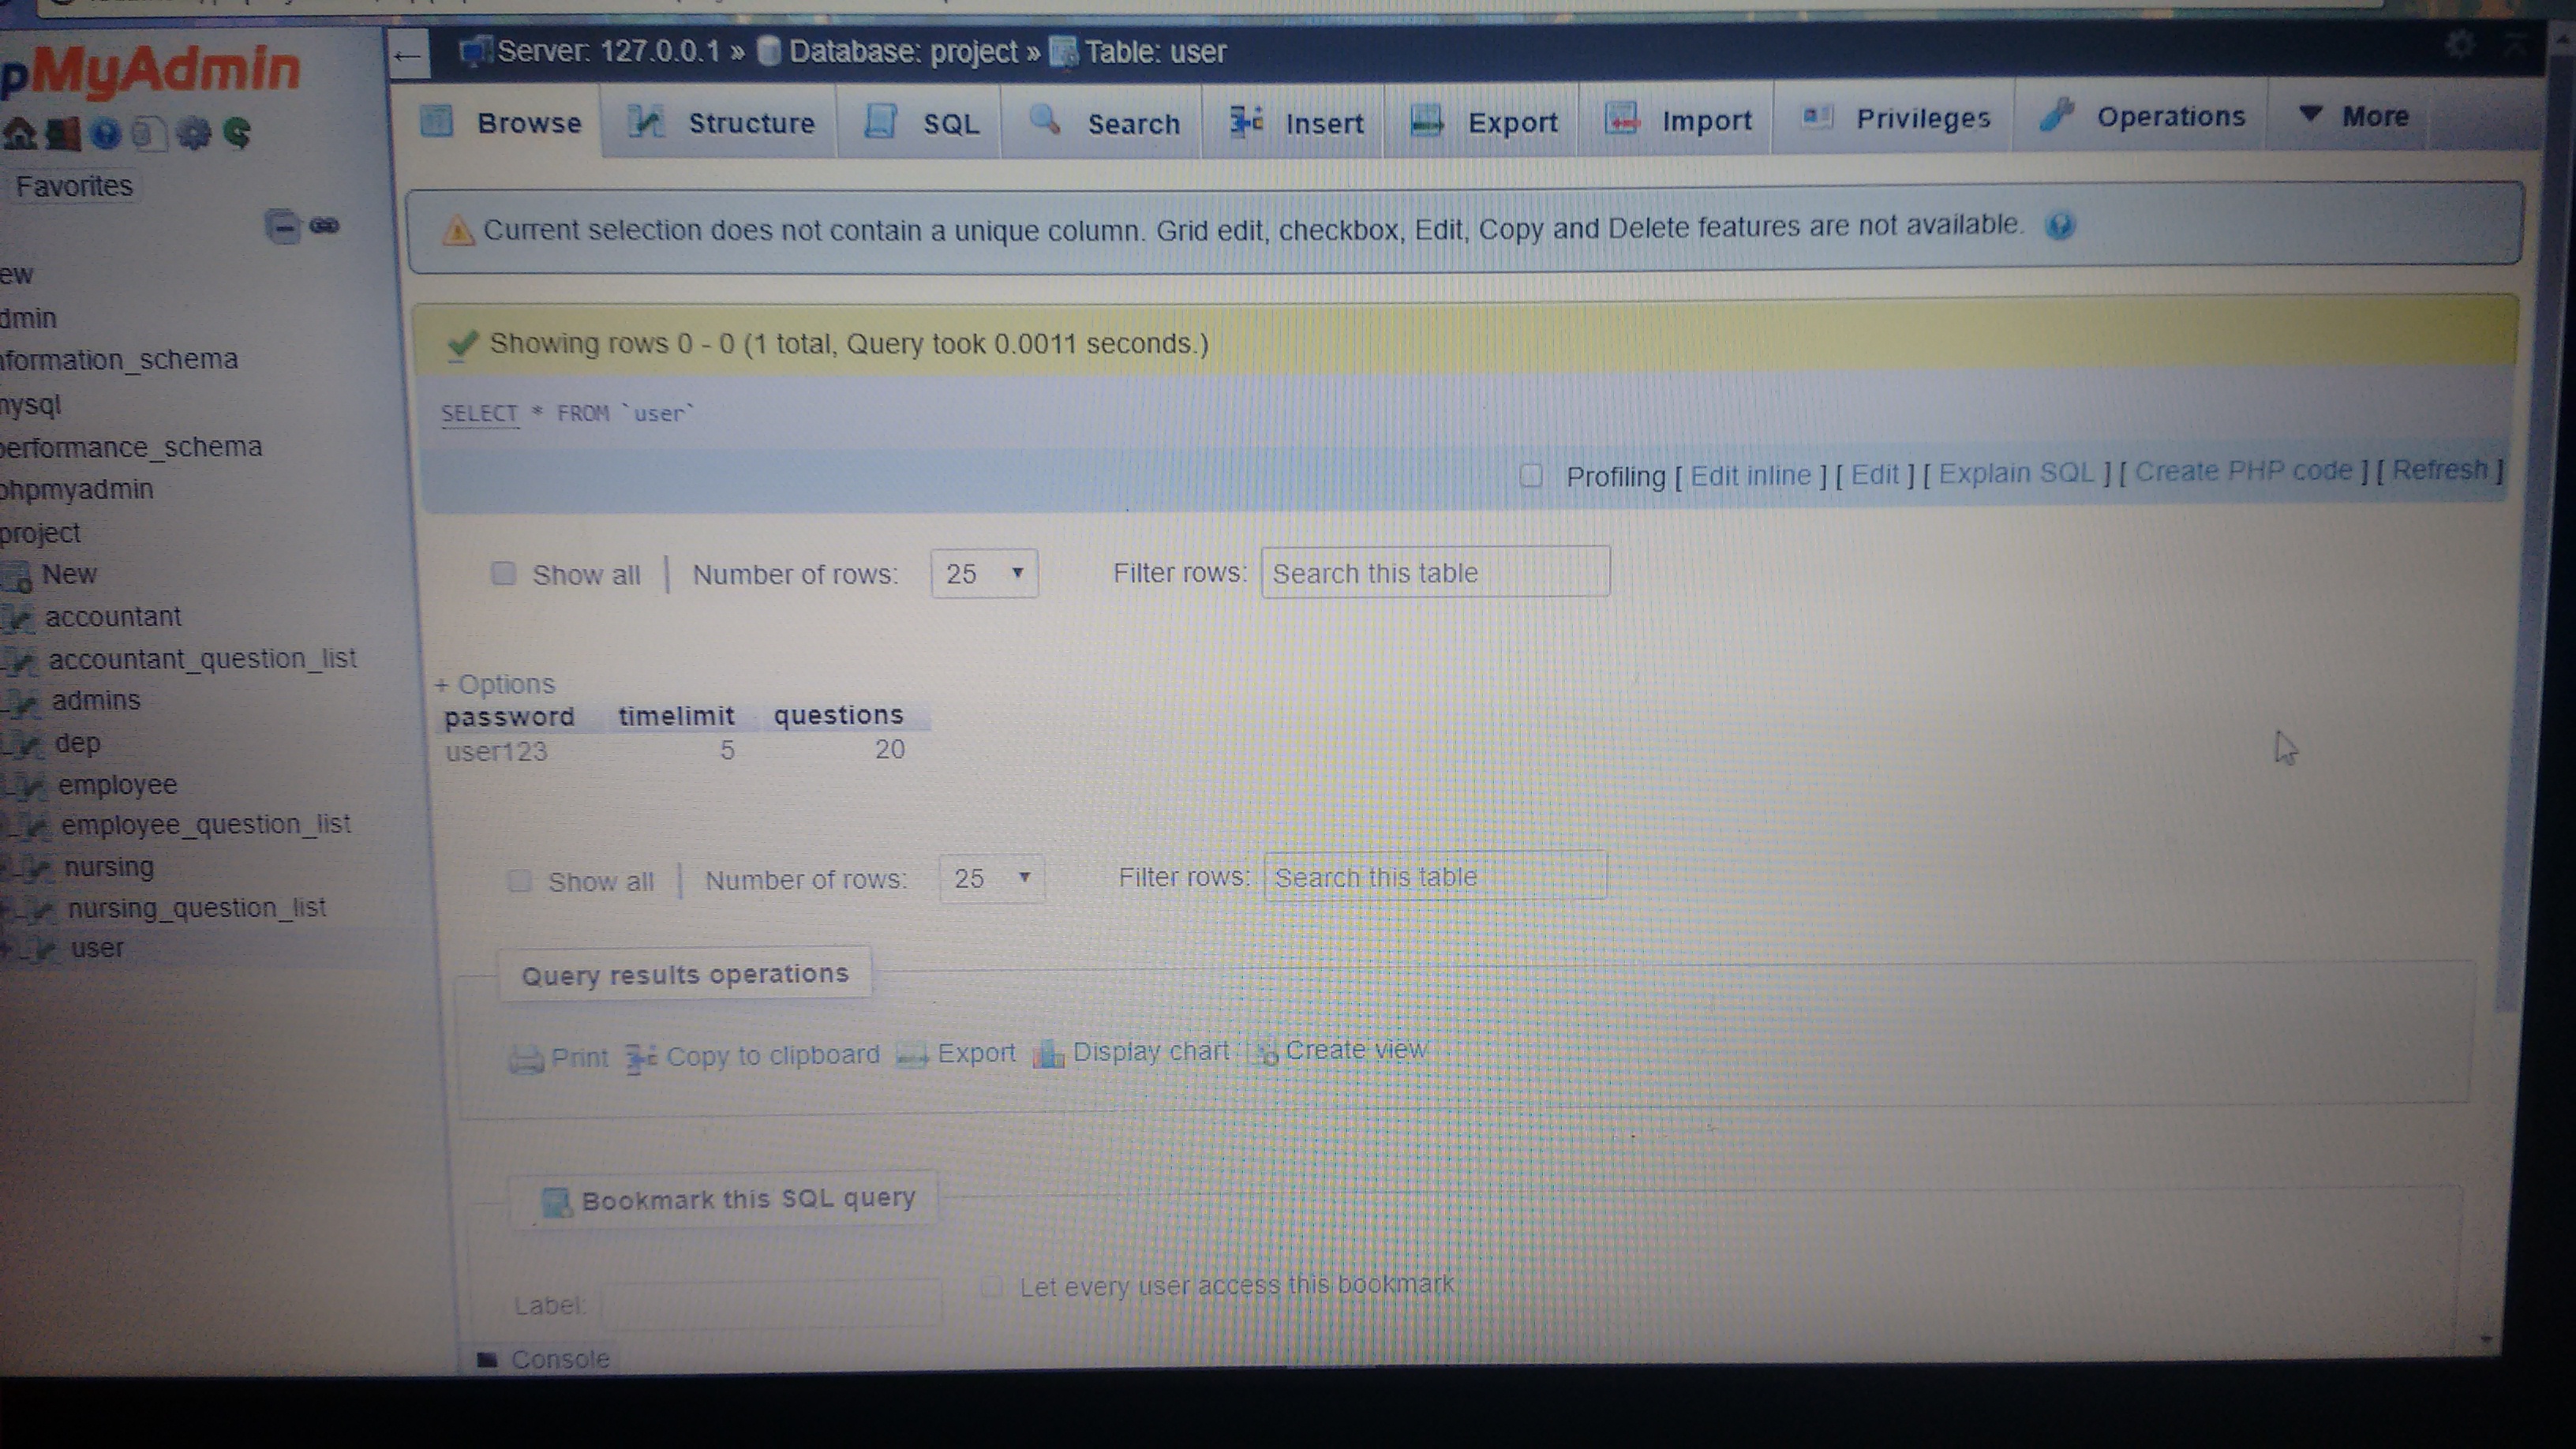 pMyAdmin
Favorites
ew
dmin
nformation_schema
nysql
performance_schema
phpmyadmin
project
New
accountant
accountant_question_list
admins
dep
employee
employee_question_list
nursing
nursing_question_list
user
← Server: 127.0.0.1 » Database: project » Table: user
Browse Structure SQL Search Insert Export Import Privileges Operations ▼ More
Current selection does not contain a unique column. Grid edit, checkbox, Edit, Copy and Delete features are not available.
Showing rows 0 - 0 (1 total, Query took 0.0011 seconds.)
SELECT * FROM `user`
Profiling [ Edit inline ] [ Edit ] [ Explain SQL ] [ Create PHP code ] [ Refresh ]
Show all | Number of rows: 25 Filter rows: Search this table
+ Options
password timelimit questions
user123 5 20
Show all | Number of rows: 25 Filter rows: Search this table
Query results operations
Print Copy to clipboard Export Display chart Create view
Bookmark this SQL query
Label: Let every user access this bookmark
Console